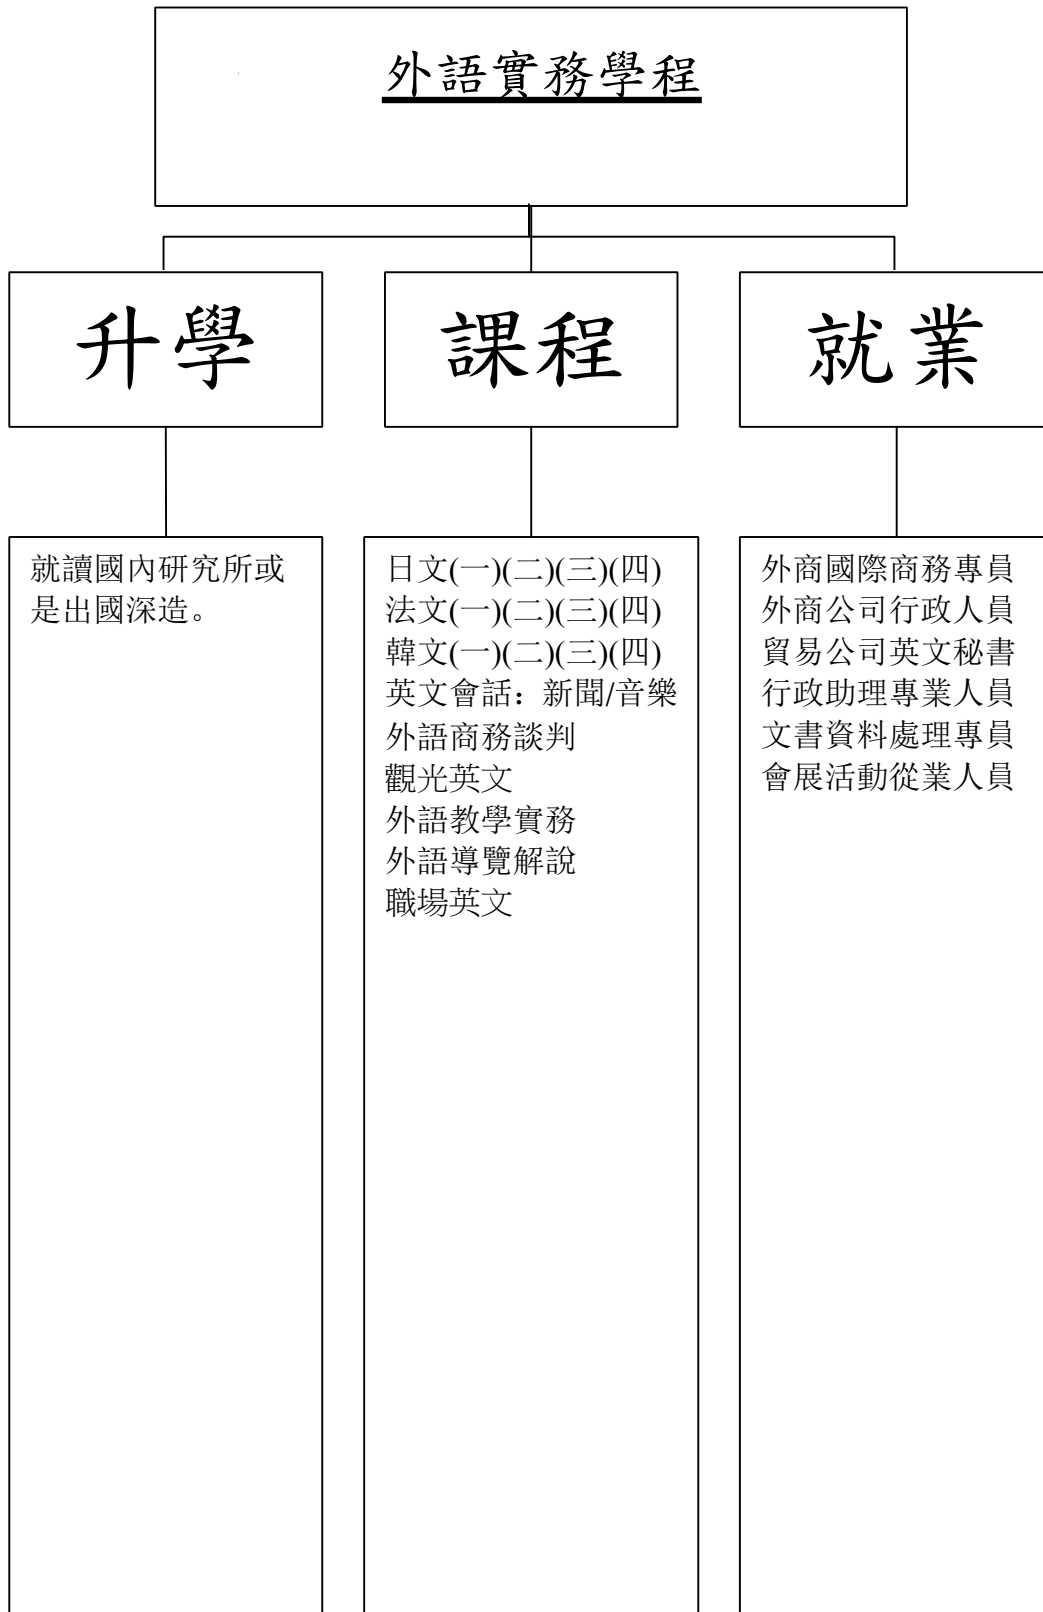 外語實務學程
升學
課程
就業
就讀國內研究所或
是出國深造。
日文(一)(二)(三)(四)
法文(一)(二)(三)(四)
韓文(一)(二)(三)(四)
英文會話：新聞/音樂
外語商務談判
觀光英文
外語教學實務
外語導覽解說
職場英文
外商國際商務專員
外商公司行政人員
貿易公司英文秘書
行政助理專業人員
文書資料處理專員
會展活動從業人員